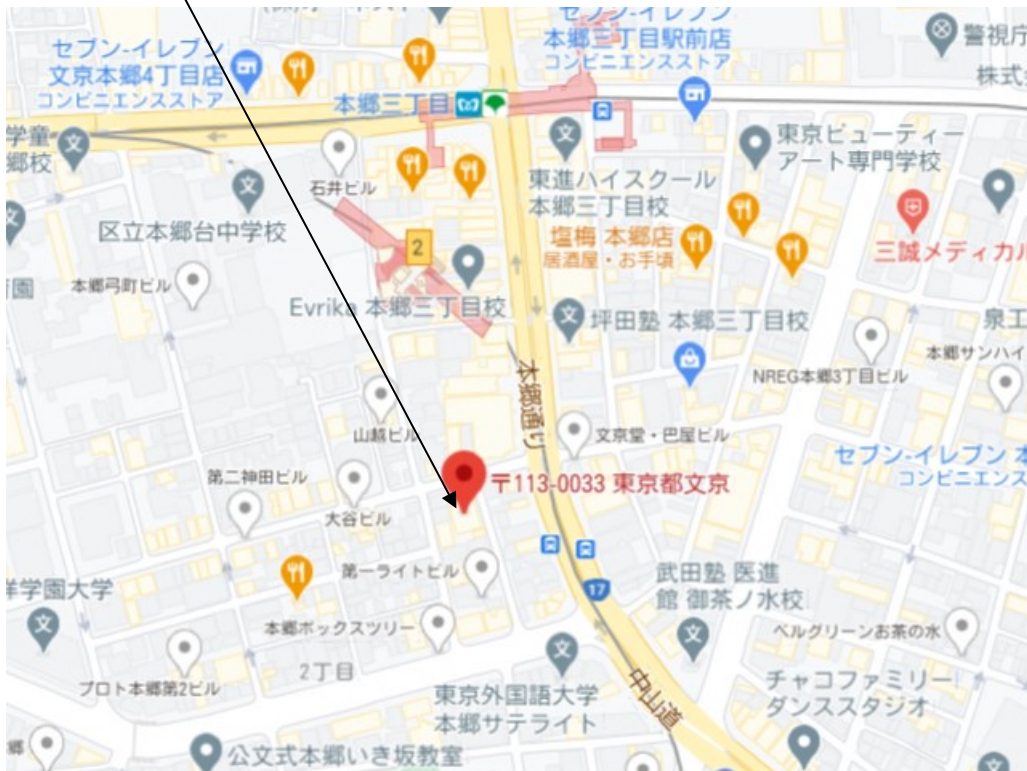 セブン-イレブン
文京本郷4丁目店
コンビニエンスストア
セブン-イレブン
本郷三丁目駅前店
コンビニエンスストア
警視庁
株式
本郷三丁目
学童
郷校
石井ビル
東進ハイスクール
本郷三丁目校
東京ビューティー
アート専門学校
区立本郷台中学校
2
塩梅 本郷店
居酒屋・お手頃
三誠メディカル
園
本郷弓町ビル
Evrika 本郷三丁目校
坪田塾 本郷三丁目校
泉工
本郷サンハイ
NREG本郷3丁目ビル
本郷通り
山越ビル
文京堂・巴屋ビル
セブン-イレブン 本
コンビニエンス
第二神田ビル
大谷ビル
〒113-0033 東京都文京
第一ライトビル
17
武田塾 医進
館 御茶ノ水校
洋学園大学
本郷ボックスツリー
ベルグリーンお茶の水
2丁目
プロト本郷第2ビル
東京外国語大学
本郷サテライト
中山道
チャコファミリー
ダンススタジオ
郷
公文式本郷いき坂教室